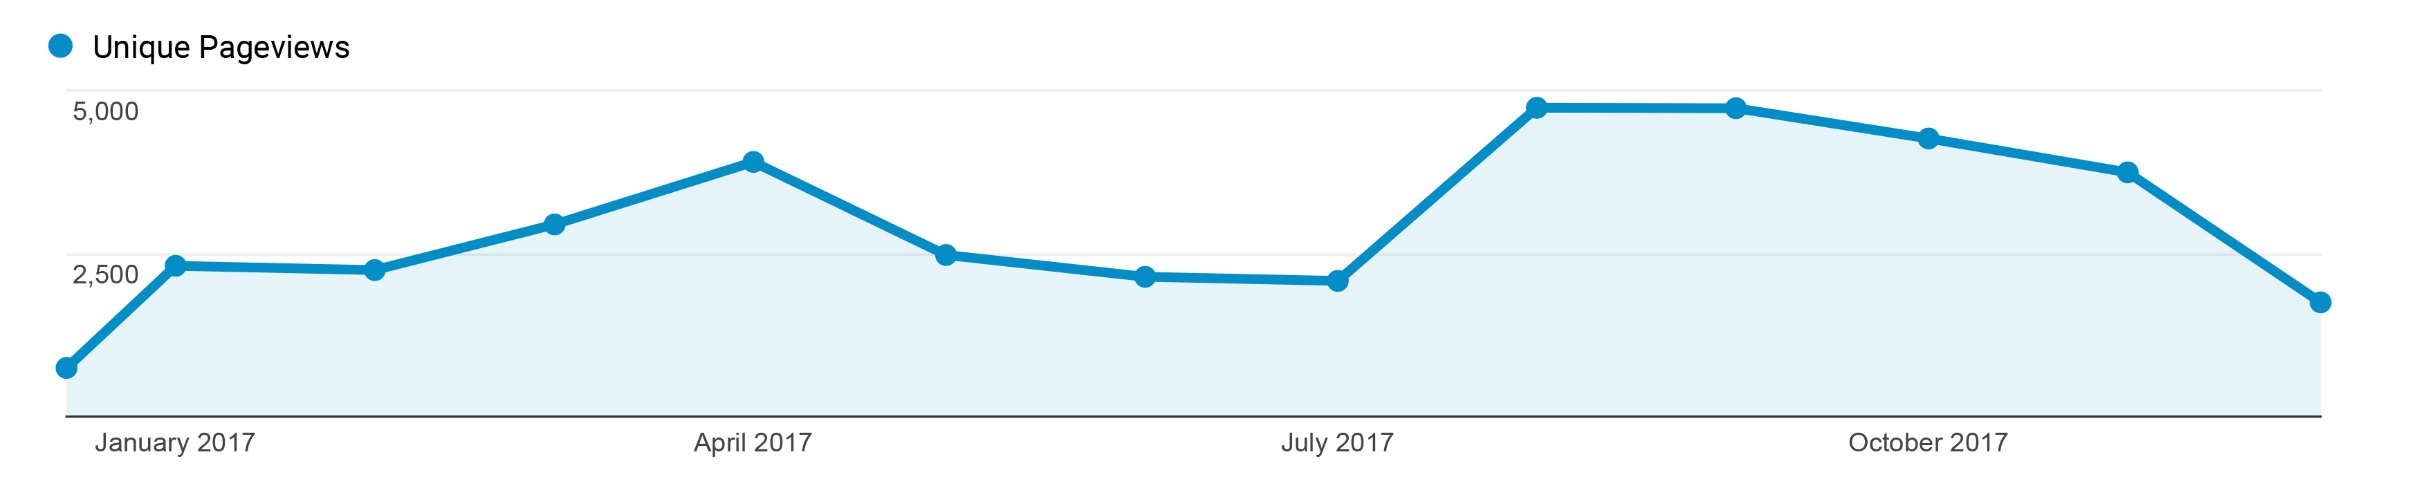 Unique Pageviews
5,000
2,500
January 2017 April 2017 July 2017 October 2017